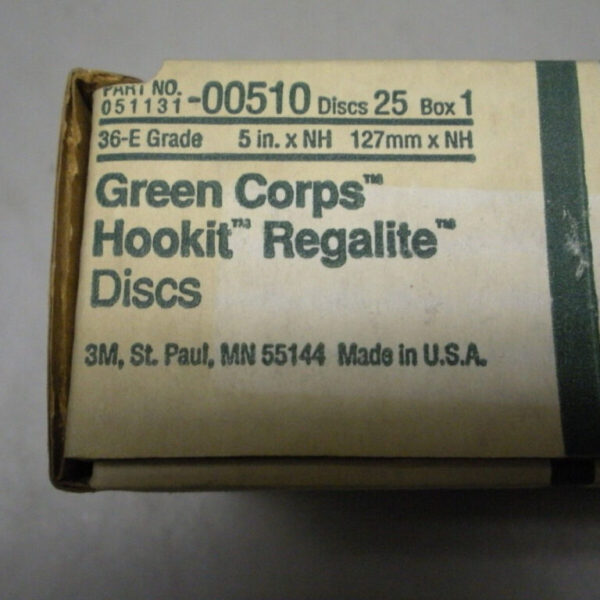 PART NO.
051131-00510 Discs 25 Box 1
36-E Grade 5 in. x NH 127mm x NH
Green Corps™
Hookit™ Regalite™
Discs
3M, St. Paul, MN 55144 Made in U.S.A.